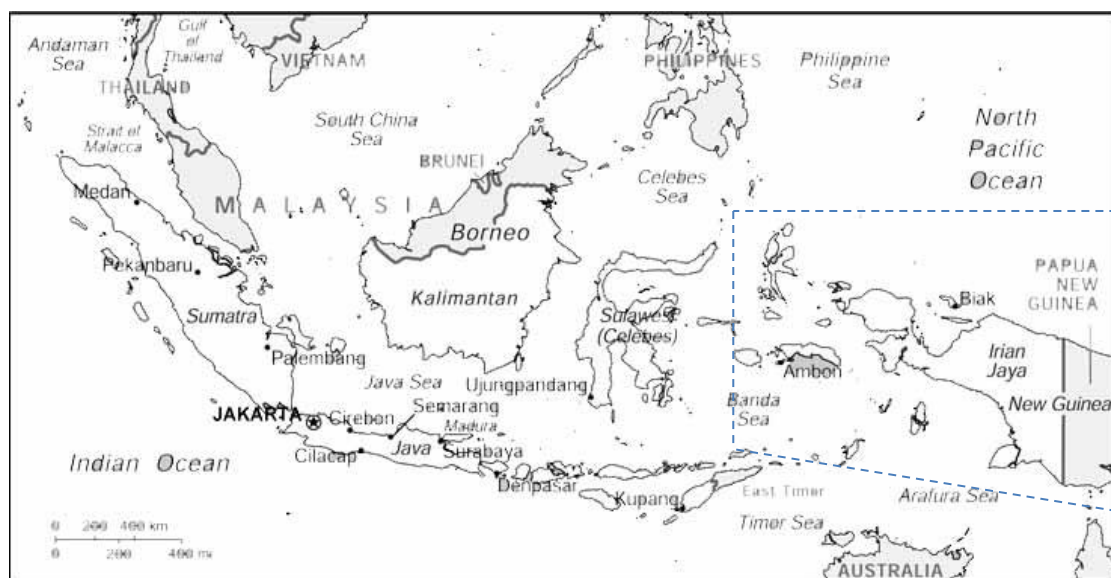 Andaman
Sea
Gulf
of
Thailand
VIETNAM
THAILAND
PHILIPPINES
Philippine
Sea
Strait of
Malacca
South China
Sea
North
Pacific
Ocean
BRUNEI
Celebes
Sea
Medan
MALAYSIA
Borneo
Pekanbaru
Kalimantan
PAPUA
NEW
GUINEA
Biak
Sumatra
Sulawesi
(Celebes)
Irian
Jaya
Palembang
Ambon
Java Sea
Ujungpandang
Banda
Sea
New Guinea
JAKARTA
Cirebon
Semarang
Madura
Java
Surabaya
Cilacap
Indian Ocean
Denpasar
Kupang
East Timor
Arafura Sea
Timor Sea
0 200 400 km
0 200 400 mi
AUSTRALIA